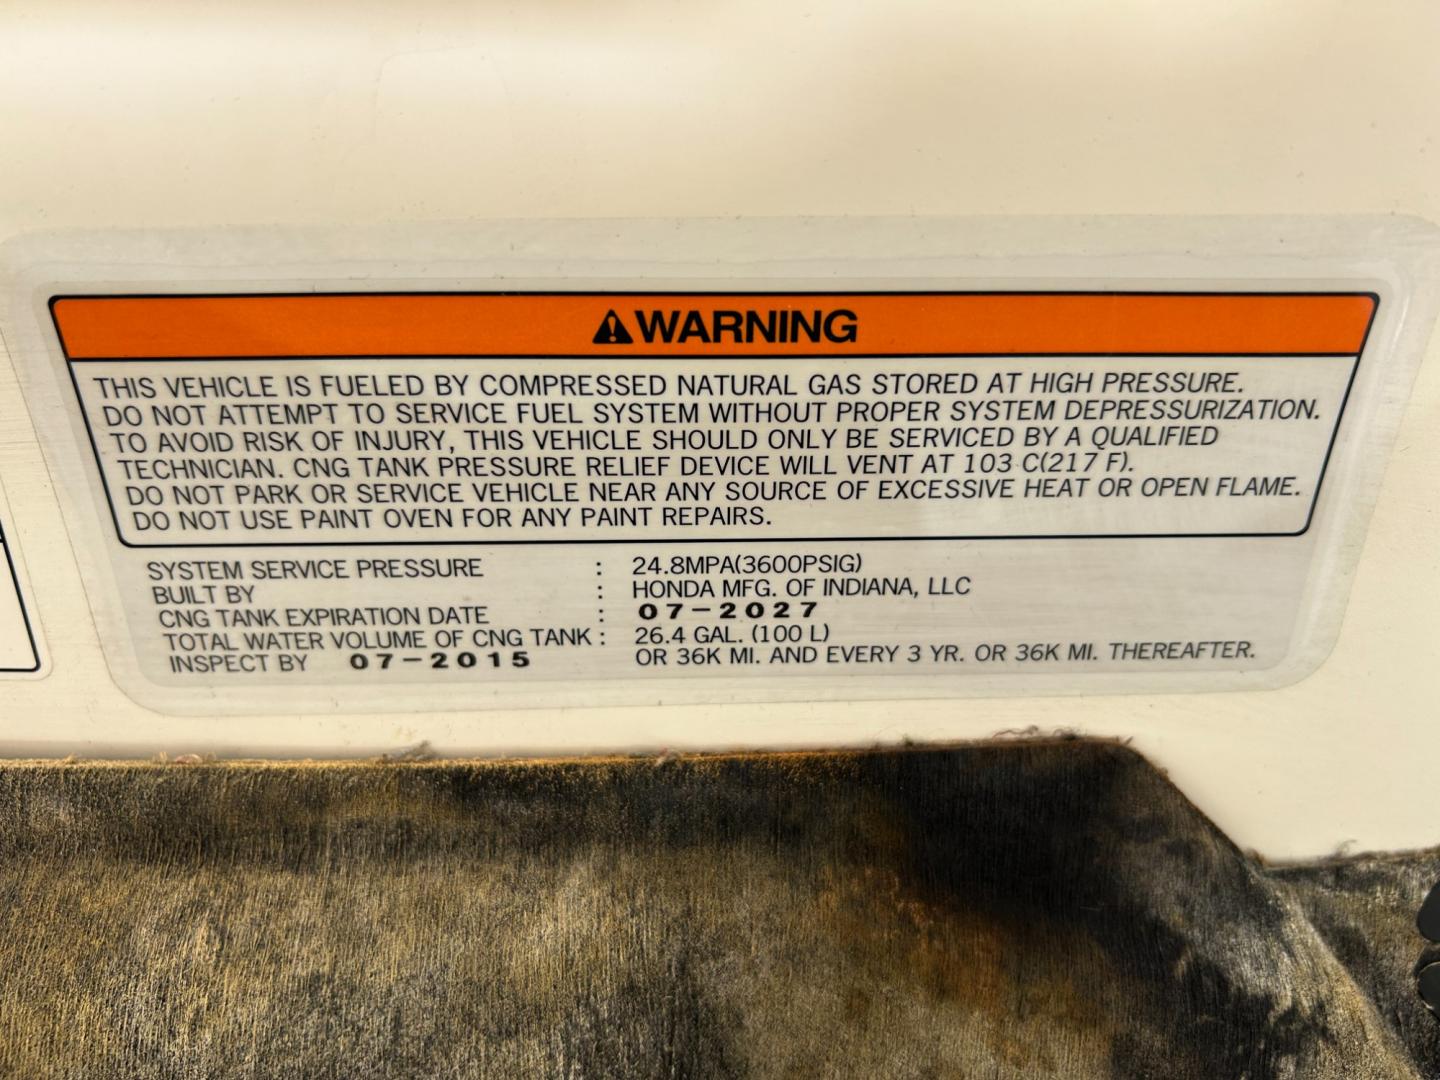 WARNING
THIS VEHICLE IS FUELED BY COMPRESSED NATURAL GAS STORED AT HIGH PRESSURE.
DO NOT ATTEMPT TO SERVICE FUEL SYSTEM WITHOUT PROPER SYSTEM DEPRESSURIZATION.
TO AVOID RISK OF INJURY, THIS VEHICLE SHOULD ONLY BE SERVICED BY A QUALIFIED
TECHNICIAN. CNG TANK PRESSURE RELIEF DEVICE WILL VENT AT 103 C(217 F).
DO NOT PARK OR SERVICE VEHICLE NEAR ANY SOURCE OF EXCESSIVE HEAT OR OPEN FLAME.
DO NOT USE PAINT OVEN FOR ANY PAINT REPAIRS.
SYSTEM SERVICE PRESSURE : 24.8MPA(3600PSIG)
BUILT BY : HONDA MFG. OF INDIANA, LLC
CNG TANK EXPIRATION DATE : 07-2027
TOTAL WATER VOLUME OF CNG TANK : 26.4 GAL. (100 L)
INSPECT BY 07-2015 OR 36K MI. AND EVERY 3 YR. OR 36K MI. THEREAFTER.